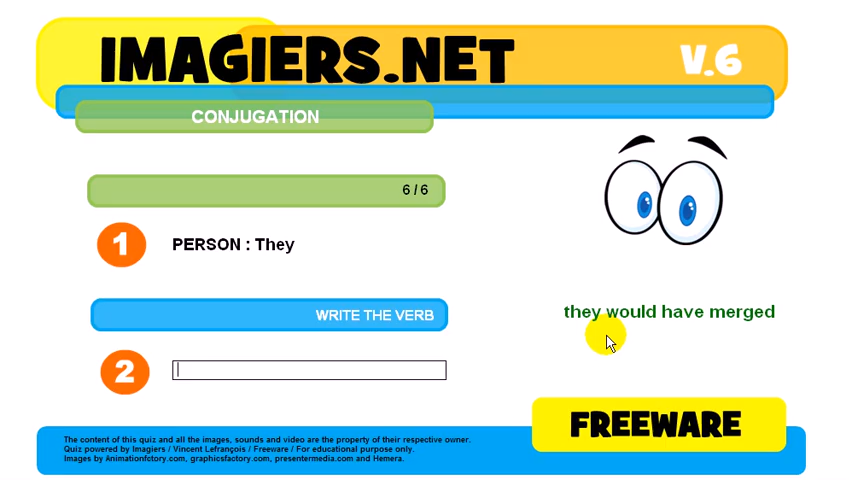 IMAGIERS.NET
V.6
CONJUGATION
6 / 6
1
PERSON : They
they would have merged
WRITE THE VERB
2
FREEWARE
The content of this quiz and all the images, sounds and video are the property of their respective owner.
Quiz powered by Imagiers / Vincent Lefrançois / Freeware / For educational purpose only.
Images by Animationfctory.com, graphicsfactory.com, presentermedia.com and Hemera.